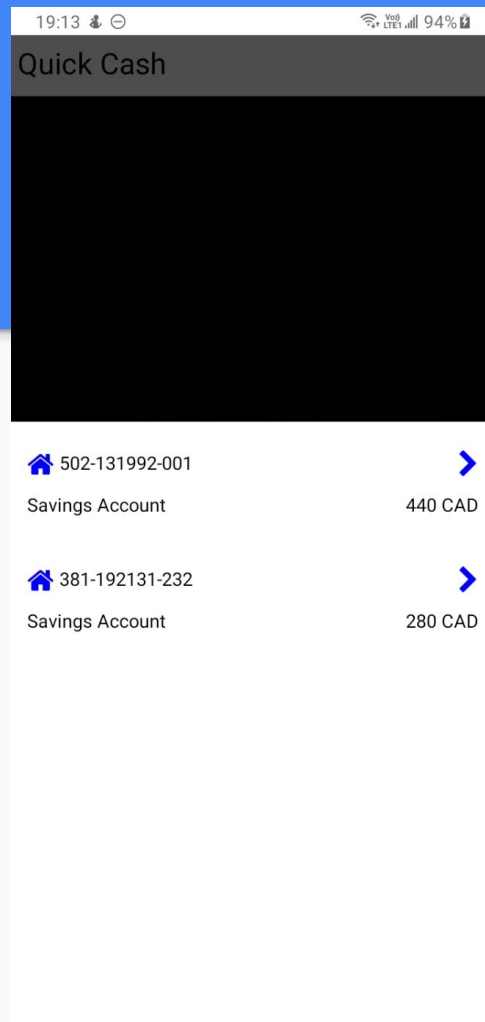 19:13 94%
Quick Cash
502-131992-001
Savings Account 440 CAD
381-192131-232
Savings Account 280 CAD